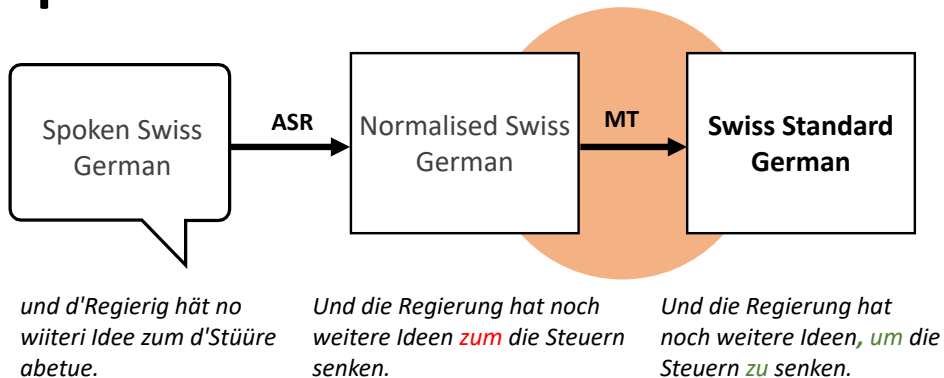 Spoken Swiss
German
ASR
Normalised Swiss
German
MT
Swiss Standard
German
und d'Regierig hät no
wiiteri Idee zum d'Stüüre
abetue.
Und die Regierung hat noch
weitere Ideen zum die Steuern
senken.
Und die Regierung hat
noch weitere Ideen, um die
Steuern zu senken.